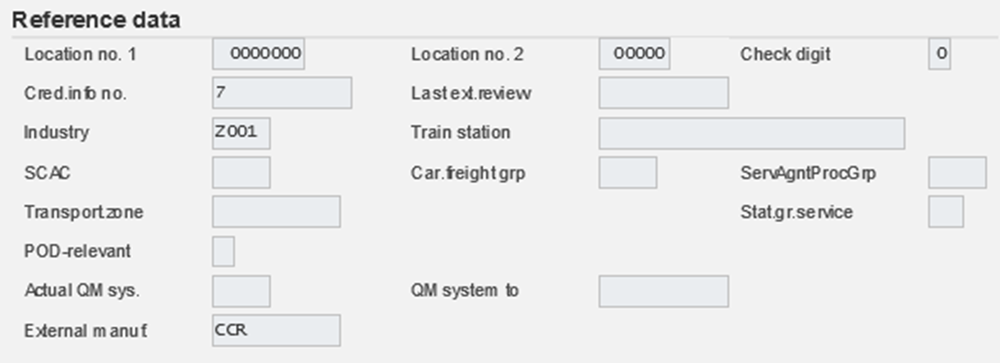 Reference data
Location no. 1 0000000 Location no. 2 00000 Check digit 0
Cred.info no. 7 Last ext.review
Industry Z001 Train station
SCAC Car.freight grp ServAgntProcGrp
Transport.zone Stat.gr.service
POD-relevant
Actual QM sys. QM system to
External manuf CCR